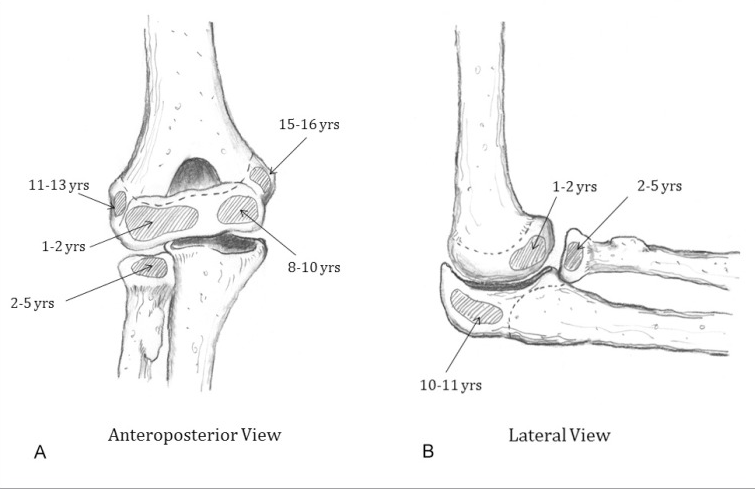 15-16 yrs
11-13 yrs
1-2 yrs
8-10 yrs
2-5 yrs
Anteroposterior View
A
1-2 yrs
2-5 yrs
10-11 yrs
Lateral View
B